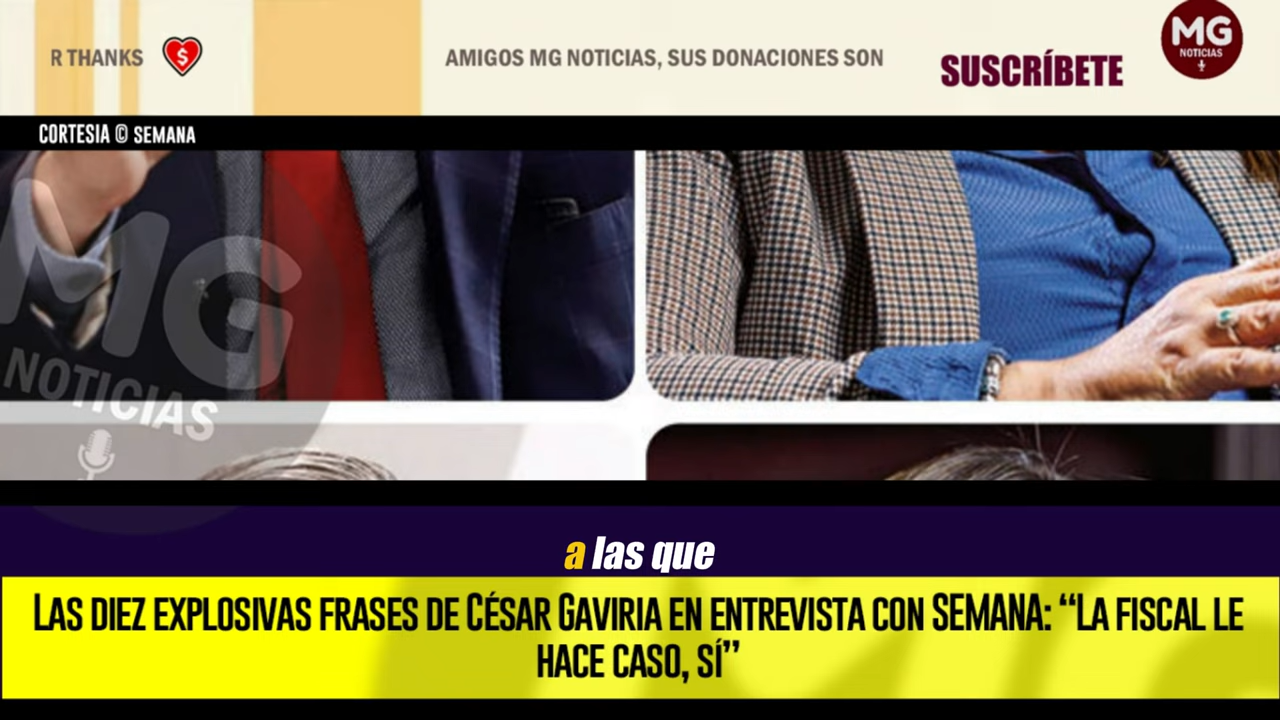 R THANKS
$
AMIGOS MG NOTICIAS, SUS DONACIONES SON
SUSCRÍBETE
MG
NOTICIAS
CORTESIA © SEMANA
MG
NOTICIAS
a las que
LAS DIEZ EXPLOSIVAS FRASES DE CÉSAR GAVIRIA EN ENTREVISTA CON SEMANA: “LA FISCAL LE
HACE CASO, SÍ”